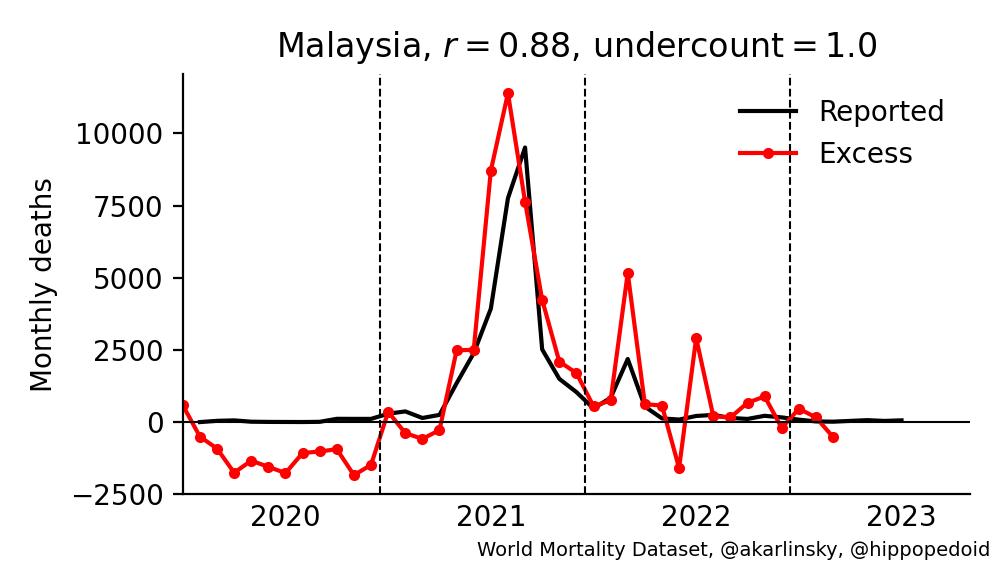 Malaysia, r = 0.88, undercount = 1.0
Reported
Excess
Monthly deaths
10000
7500
5000
2500
0
−2500
2020 2021 2022 2023
World Mortality Dataset, @akarlinsky, @hippopedoid